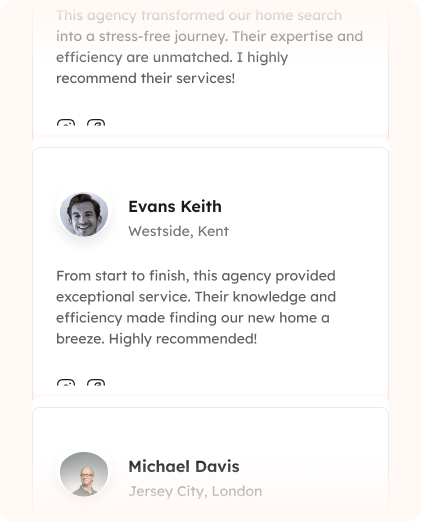 This agency transformed our home search
into a stress-free journey. Their expertise and
efficiency are unmatched. I highly
recommend their services!
Evans Keith
Westside, Kent
From start to finish, this agency provided
exceptional service. Their knowledge and
efficiency made finding our new home a
breeze. Highly recommended!
Michael Davis
Jersey City, London